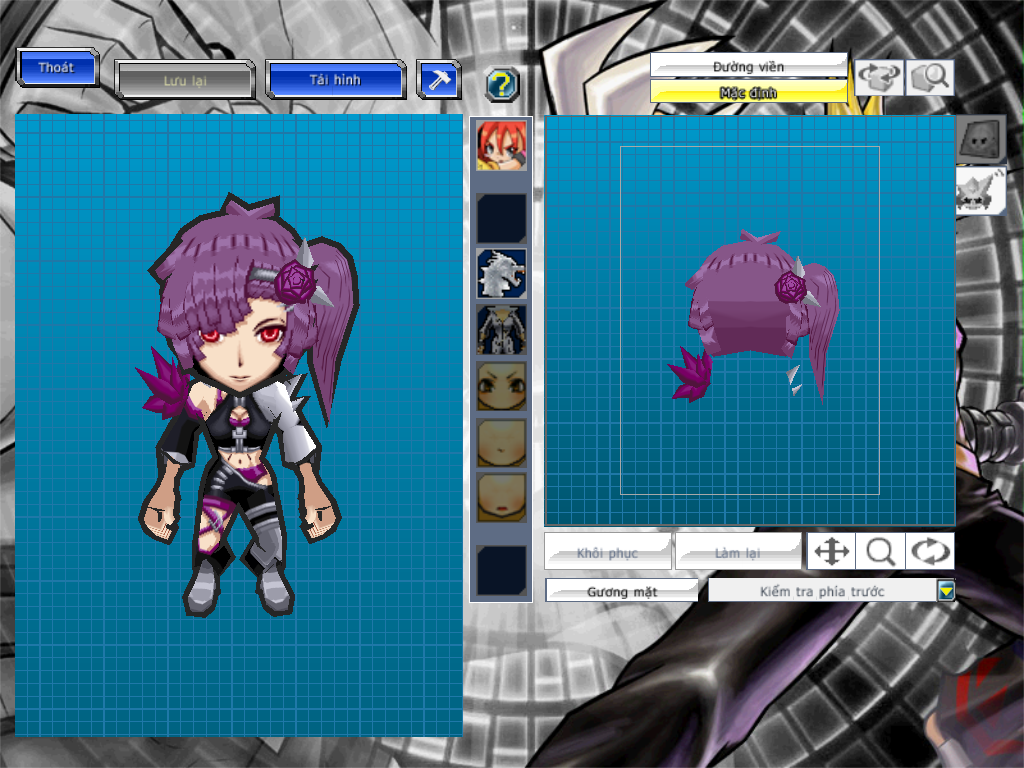 Thoát
Lưu lại
Tải hình
?
Đường viền
Mặc định
Khôi phục
Làm lại
Gương mặt
Kiểm tra phía trước